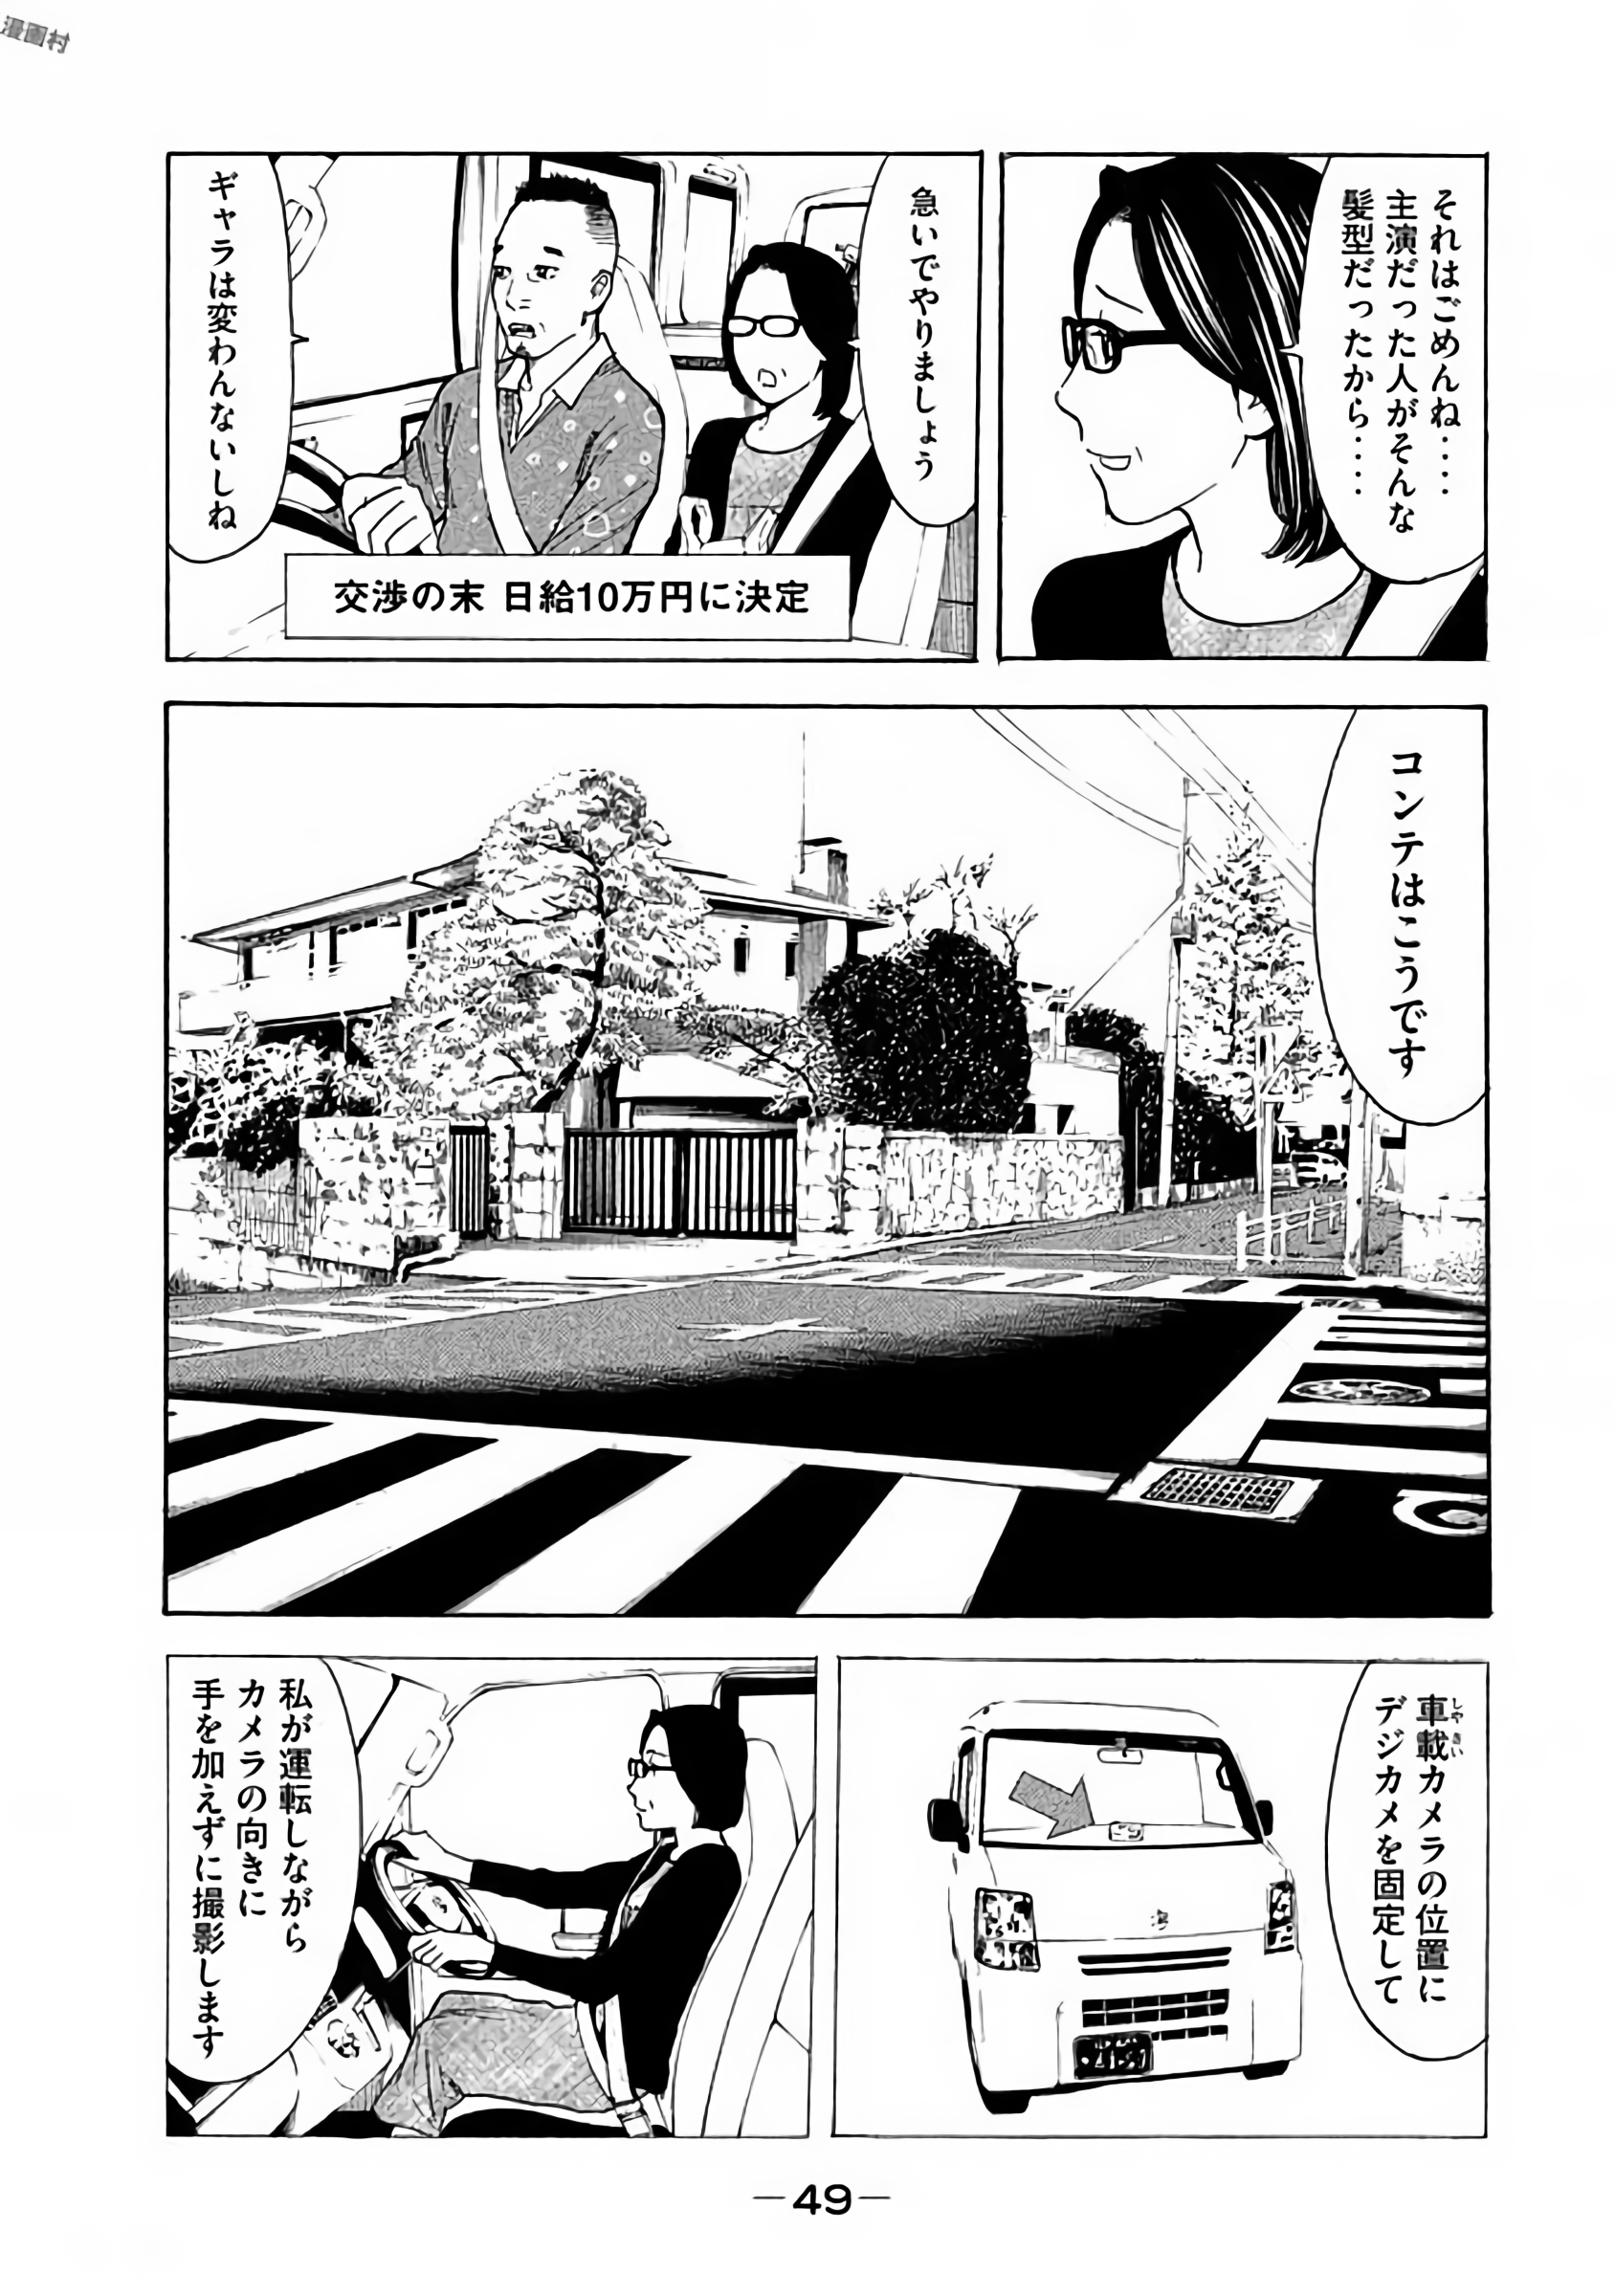 漫画村
それはごめんね‥‥
主演だった人がそんな
髪型だったから‥‥
急いでやりましょう
ギャラは変わんないしね
交渉の末 日給10万円に決定
コンテはこうです
車載カメラの位置に
しゃさい
デジカメを固定して
私が運転しながら
カメラの向きに
手を加えずに撮影します
—49—